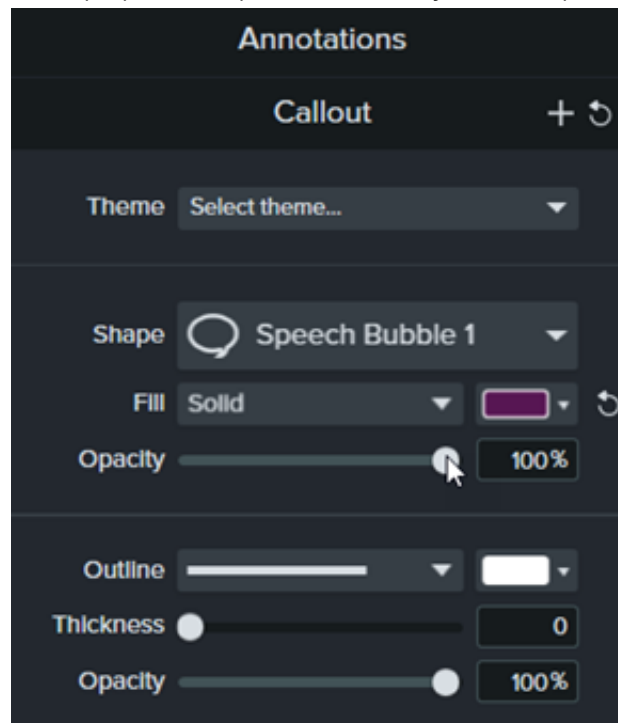 Annotations
Callout
Theme Select theme...
Shape Speech Bubble 1
Fill Solid
Opacity 100%
Outline
Thickness 0
Opacity 100%